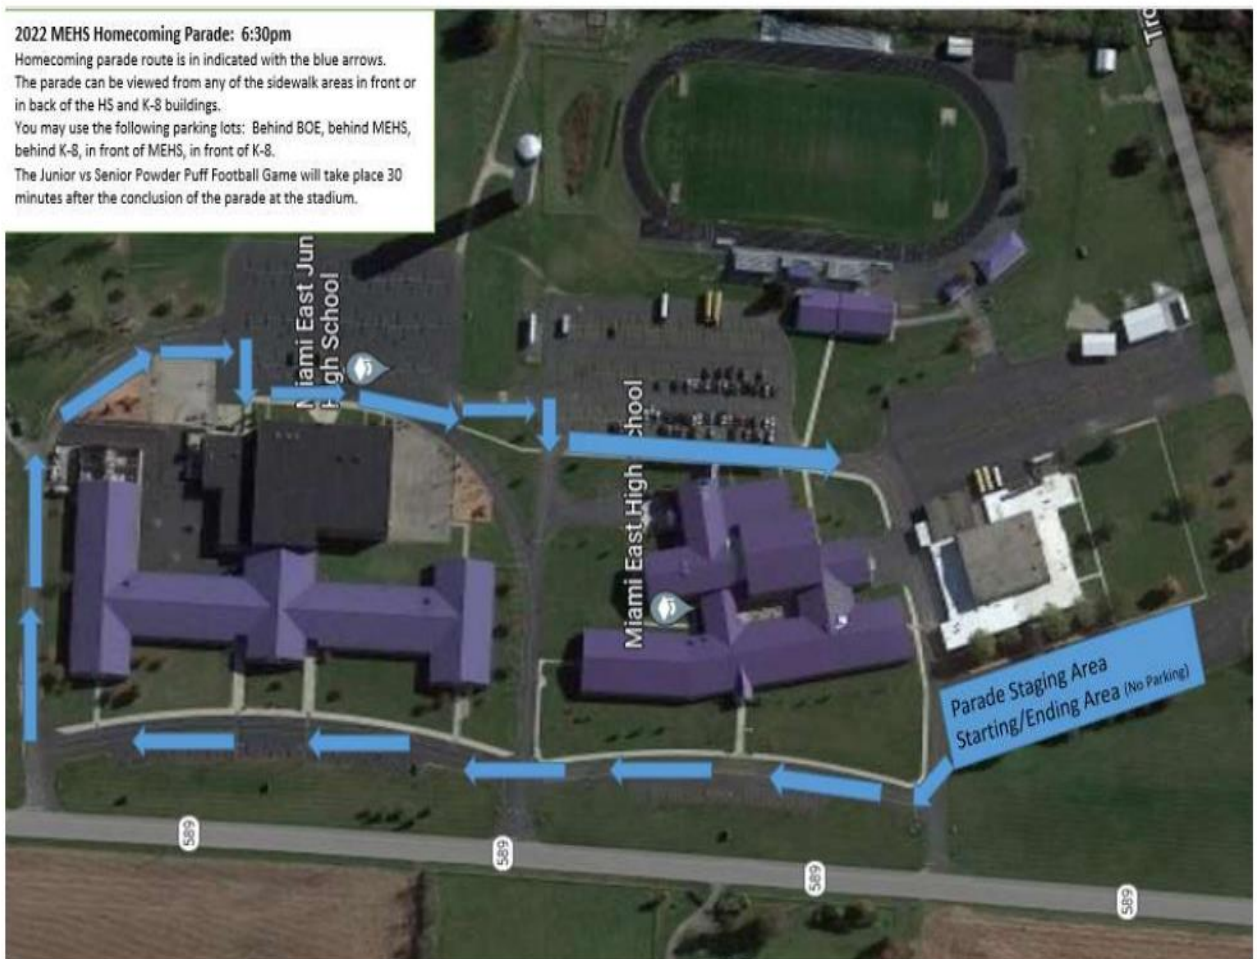 2022 MEHS Homecoming Parade: 6:30pm
Homecoming parade route is in indicated with the blue arrows.
The parade can be viewed from any of the sidewalk areas in front or
in back of the HS and K-8 buildings.
You may use the following parking lots: Behind BOE, behind MEHS,
behind K-8, in front of MEHS, in front of K-8.
The Junior vs Senior Powder Puff Football Game will take place 30
minutes after the conclusion of the parade at the stadium.
Tro
Miami East Jun
High School
Miami East High School
Parade Staging Area
Starting/Ending Area (No Parking)
589
589
589
589